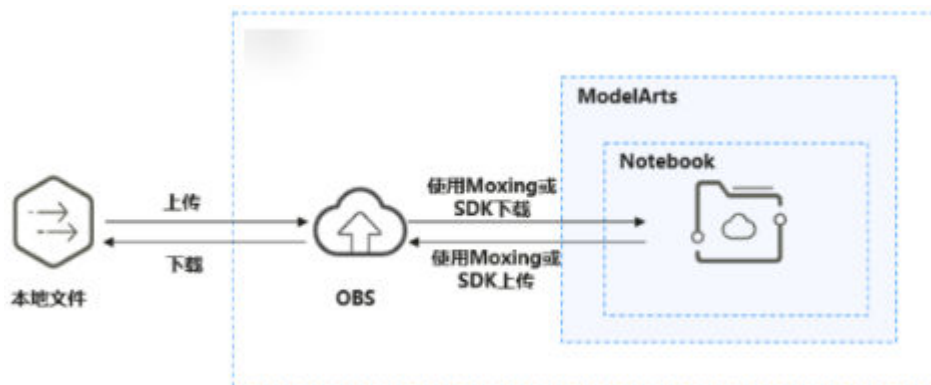 ModelArts
Notebook
上传
使用Moxing或
SDK下载
下载
使用Moxing或
SDK上传
本地文件
OBS